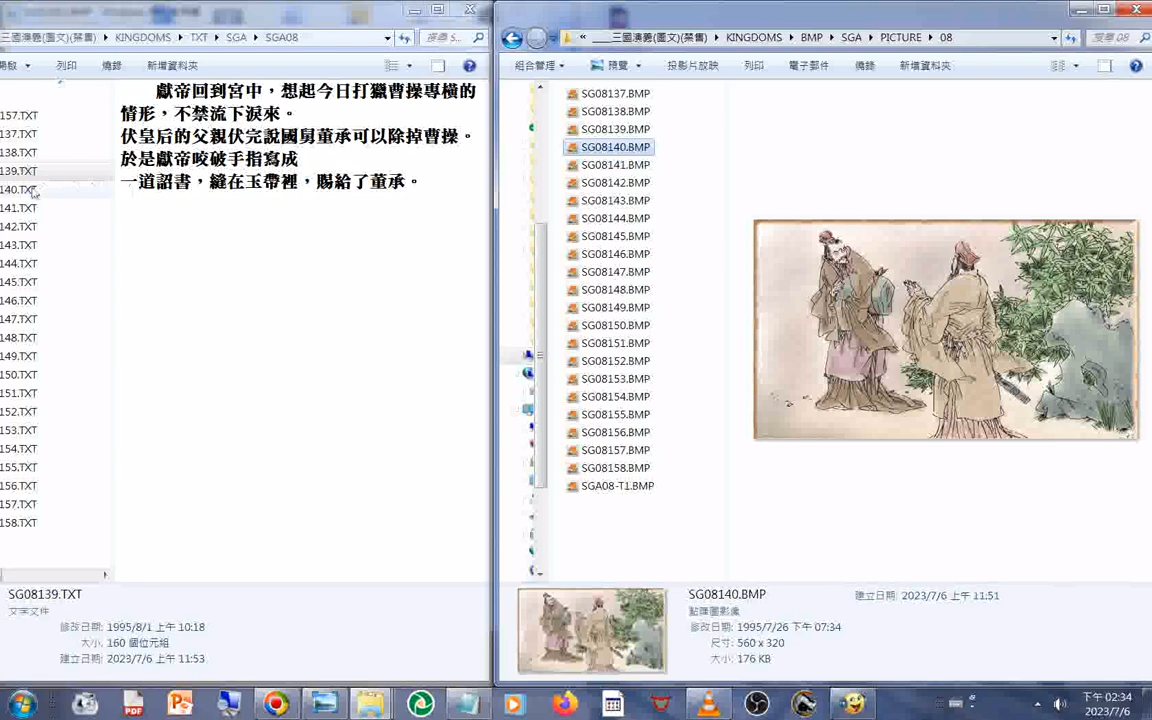 三國演義(圖文)(禁售) ▸ KINGDOMS ▸ TXT ▸ SGA ▸ SGA08
列印
燒錄
新增資料夾
157.TXT
137.TXT
138.TXT
139.TXT
140.TXT
141.TXT
142.TXT
143.TXT
144.TXT
145.TXT
146.TXT
147.TXT
148.TXT
149.TXT
150.TXT
151.TXT
152.TXT
153.TXT
154.TXT
155.TXT
156.TXT
157.TXT
158.TXT
獻帝回到宮中，想起今日打獵曹操專橫的
情形，不禁流下淚來。
伏皇后的父親伏完說國舅董承可以除掉曹操。
於是獻帝咬破手指寫成
一道詔書，縫在玉帶裡，賜給了董承。
SG08139.TXT
文字文件
修改日期: 1995/8/1 上午 10:18
大小: 160 個位元組
建立日期: 2023/7/6 上午 11:53
« ___三國演義(圖文)(禁售) ▸ KINGDOMS ▸ BMP ▸ SGA ▸ PICTURE ▸ 08
搜尋 08
組合管理
預覽
投影片放映
列印
電子郵件
燒錄
新增資料夾
SG08137.BMP
SG08138.BMP
SG08139.BMP
SG08140.BMP
SG08141.BMP
SG08142.BMP
SG08143.BMP
SG08144.BMP
SG08145.BMP
SG08146.BMP
SG08147.BMP
SG08148.BMP
SG08149.BMP
SG08150.BMP
SG08151.BMP
SG08152.BMP
SG08153.BMP
SG08154.BMP
SG08155.BMP
SG08156.BMP
SG08157.BMP
SG08158.BMP
SGA08-T1.BMP
SG08140.BMP
點陣圖影像
修改日期: 1995/7/26 下午 07:34
尺寸: 560 x 320
大小: 176 KB
建立日期: 2023/7/6 上午 11:51
PDF
下午 02:34
2023/7/6